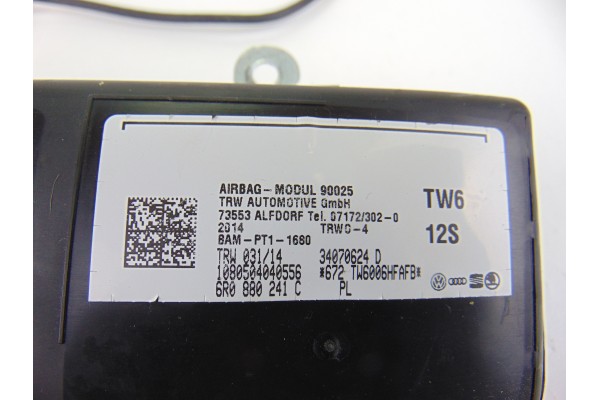 AIRBAG-MODUL 90025
TRW AUTOMOTIVE GmbH
73553 ALFDORF Tel. 07172/302-0
2014 TRWO-4
BAM-PT1-1680
TRW 031/14 34070624 D
1080504040556 *672 TW6006HFAFB*
6R0 880 241 C PL
TW6
12S